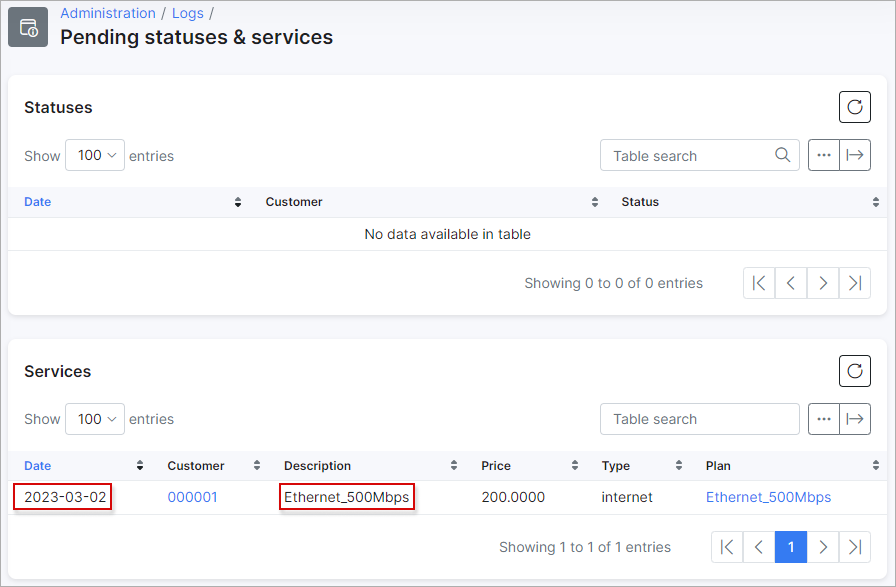 Administration / Logs /
Pending statuses & services
Statuses
Show 100 entries
Table search
Date Customer Status
No data available in table
Showing 0 to 0 of 0 entries
Services
Show 100 entries
Table search
Date Customer Description Price Type Plan
2023-03-02 000001 Ethernet_500Mbps 200.0000 internet Ethernet_500Mbps
Showing 1 to 1 of 1 entries
1